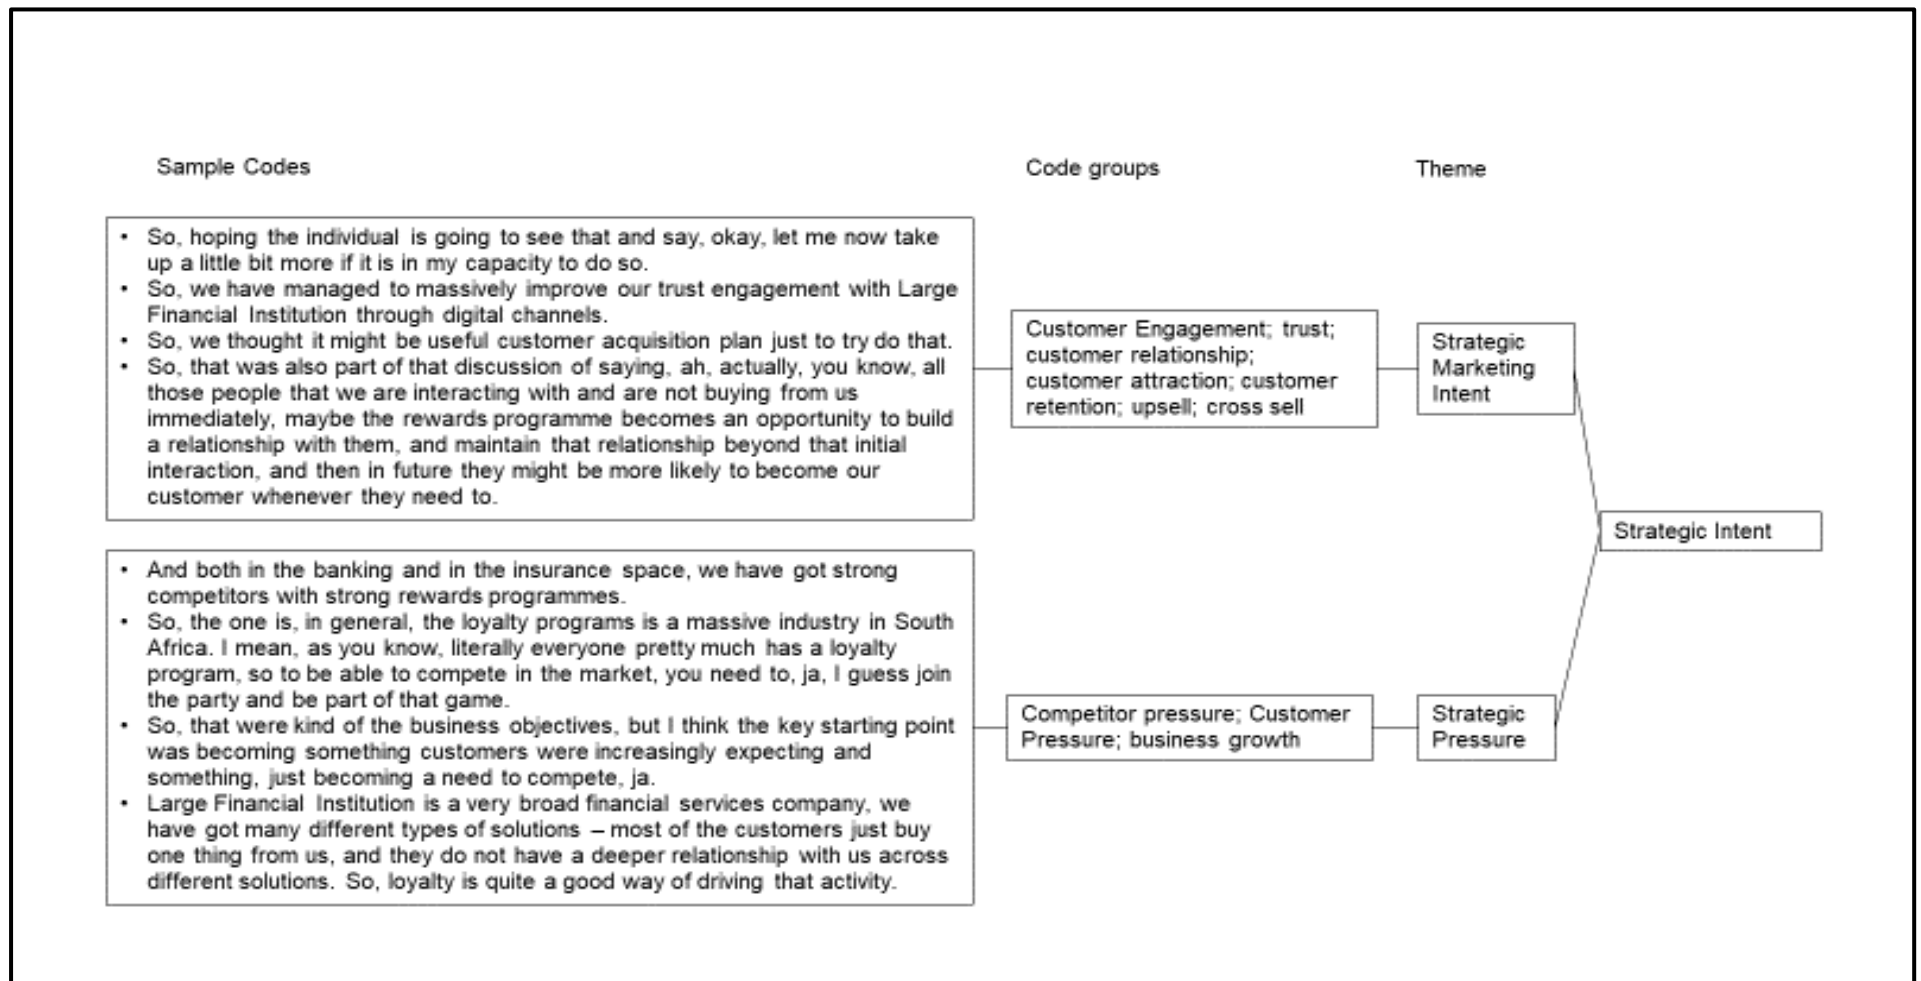 Sample Codes
Code groups
Theme
• So, hoping the individual is going to see that and say, okay, let me now take
up a little bit more if it is in my capacity to do so.
• So, we have managed to massively improve our trust engagement with Large
Financial Institution through digital channels.
• So, we thought it might be useful customer acquisition plan just to try do that.
• So, that was also part of that discussion of saying, ah, actually, you know, all
those people that we are interacting with and are not buying from us
immediately, maybe the rewards programme becomes an opportunity to build
a relationship with them, and maintain that relationship beyond that initial
interaction, and then in future they might be more likely to become our
customer whenever they need to.
Customer Engagement; trust;
customer relationship;
customer attraction; customer
retention; upsell; cross sell
Strategic
Marketing
Intent
Strategic Intent
• And both in the banking and in the insurance space, we have got strong
competitors with strong rewards programmes.
• So, the one is, in general, the loyalty programs is a massive industry in South
Africa. I mean, as you know, literally everyone pretty much has a loyalty
program, so to be able to compete in the market, you need to, ja, I guess join
the party and be part of that game.
• So, that were kind of the business objectives, but I think the key starting point
was becoming something customers were increasingly expecting and
something, just becoming a need to compete, ja.
• Large Financial Institution is a very broad financial services company, we
have got many different types of solutions – most of the customers just buy
one thing from us, and they do not have a deeper relationship with us across
different solutions. So, loyalty is quite a good way of driving that activity.
Competitor pressure; Customer
Pressure; business growth
Strategic
Pressure